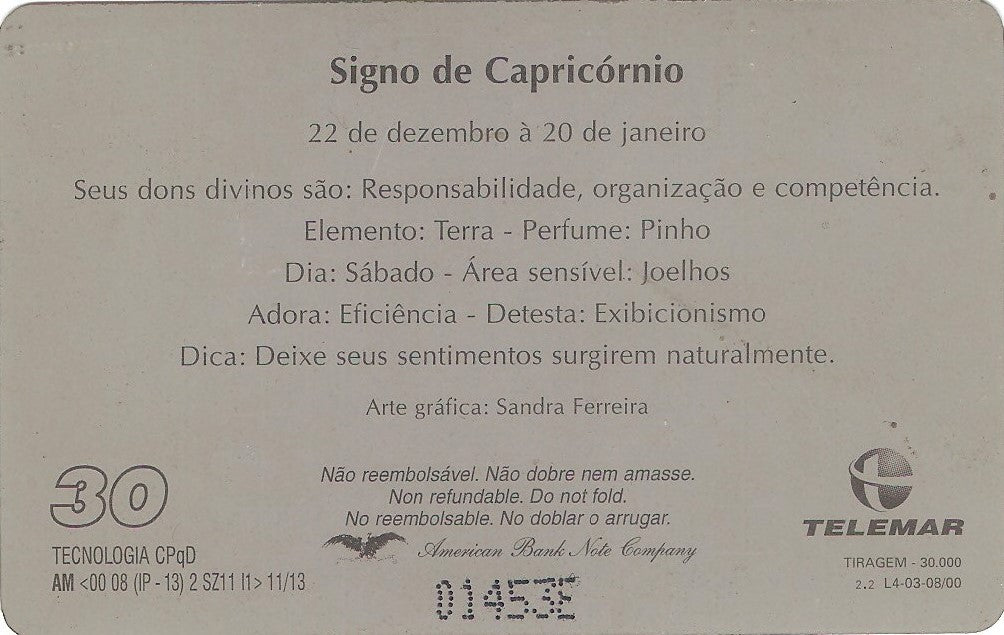 Signo de Capricórnio
22 de dezembro à 20 de janeiro
Seus dons divinos são: Responsabilidade, organização e competência.
Elemento: Terra - Perfume: Pinho
Dia: Sábado - Área sensível: Joelhos
Adora: Eficiência - Detesta: Exibicionismo
Dica: Deixe seus sentimentos surgirem naturalmente.
Arte gráfica: Sandra Ferreira
30
TECNOLOGIA CPqD
AM <00 08 (IP - 13) 2 SZ11 I1> 11/13
Não reembolsável. Não dobre nem amasse.
Non refundable. Do not fold.
No reembolsable. No doblar o arrugar.
American Bank Note Company
01453E
TELEMAR
TIRAGEM - 30.000
2.2 L4-03-08/00